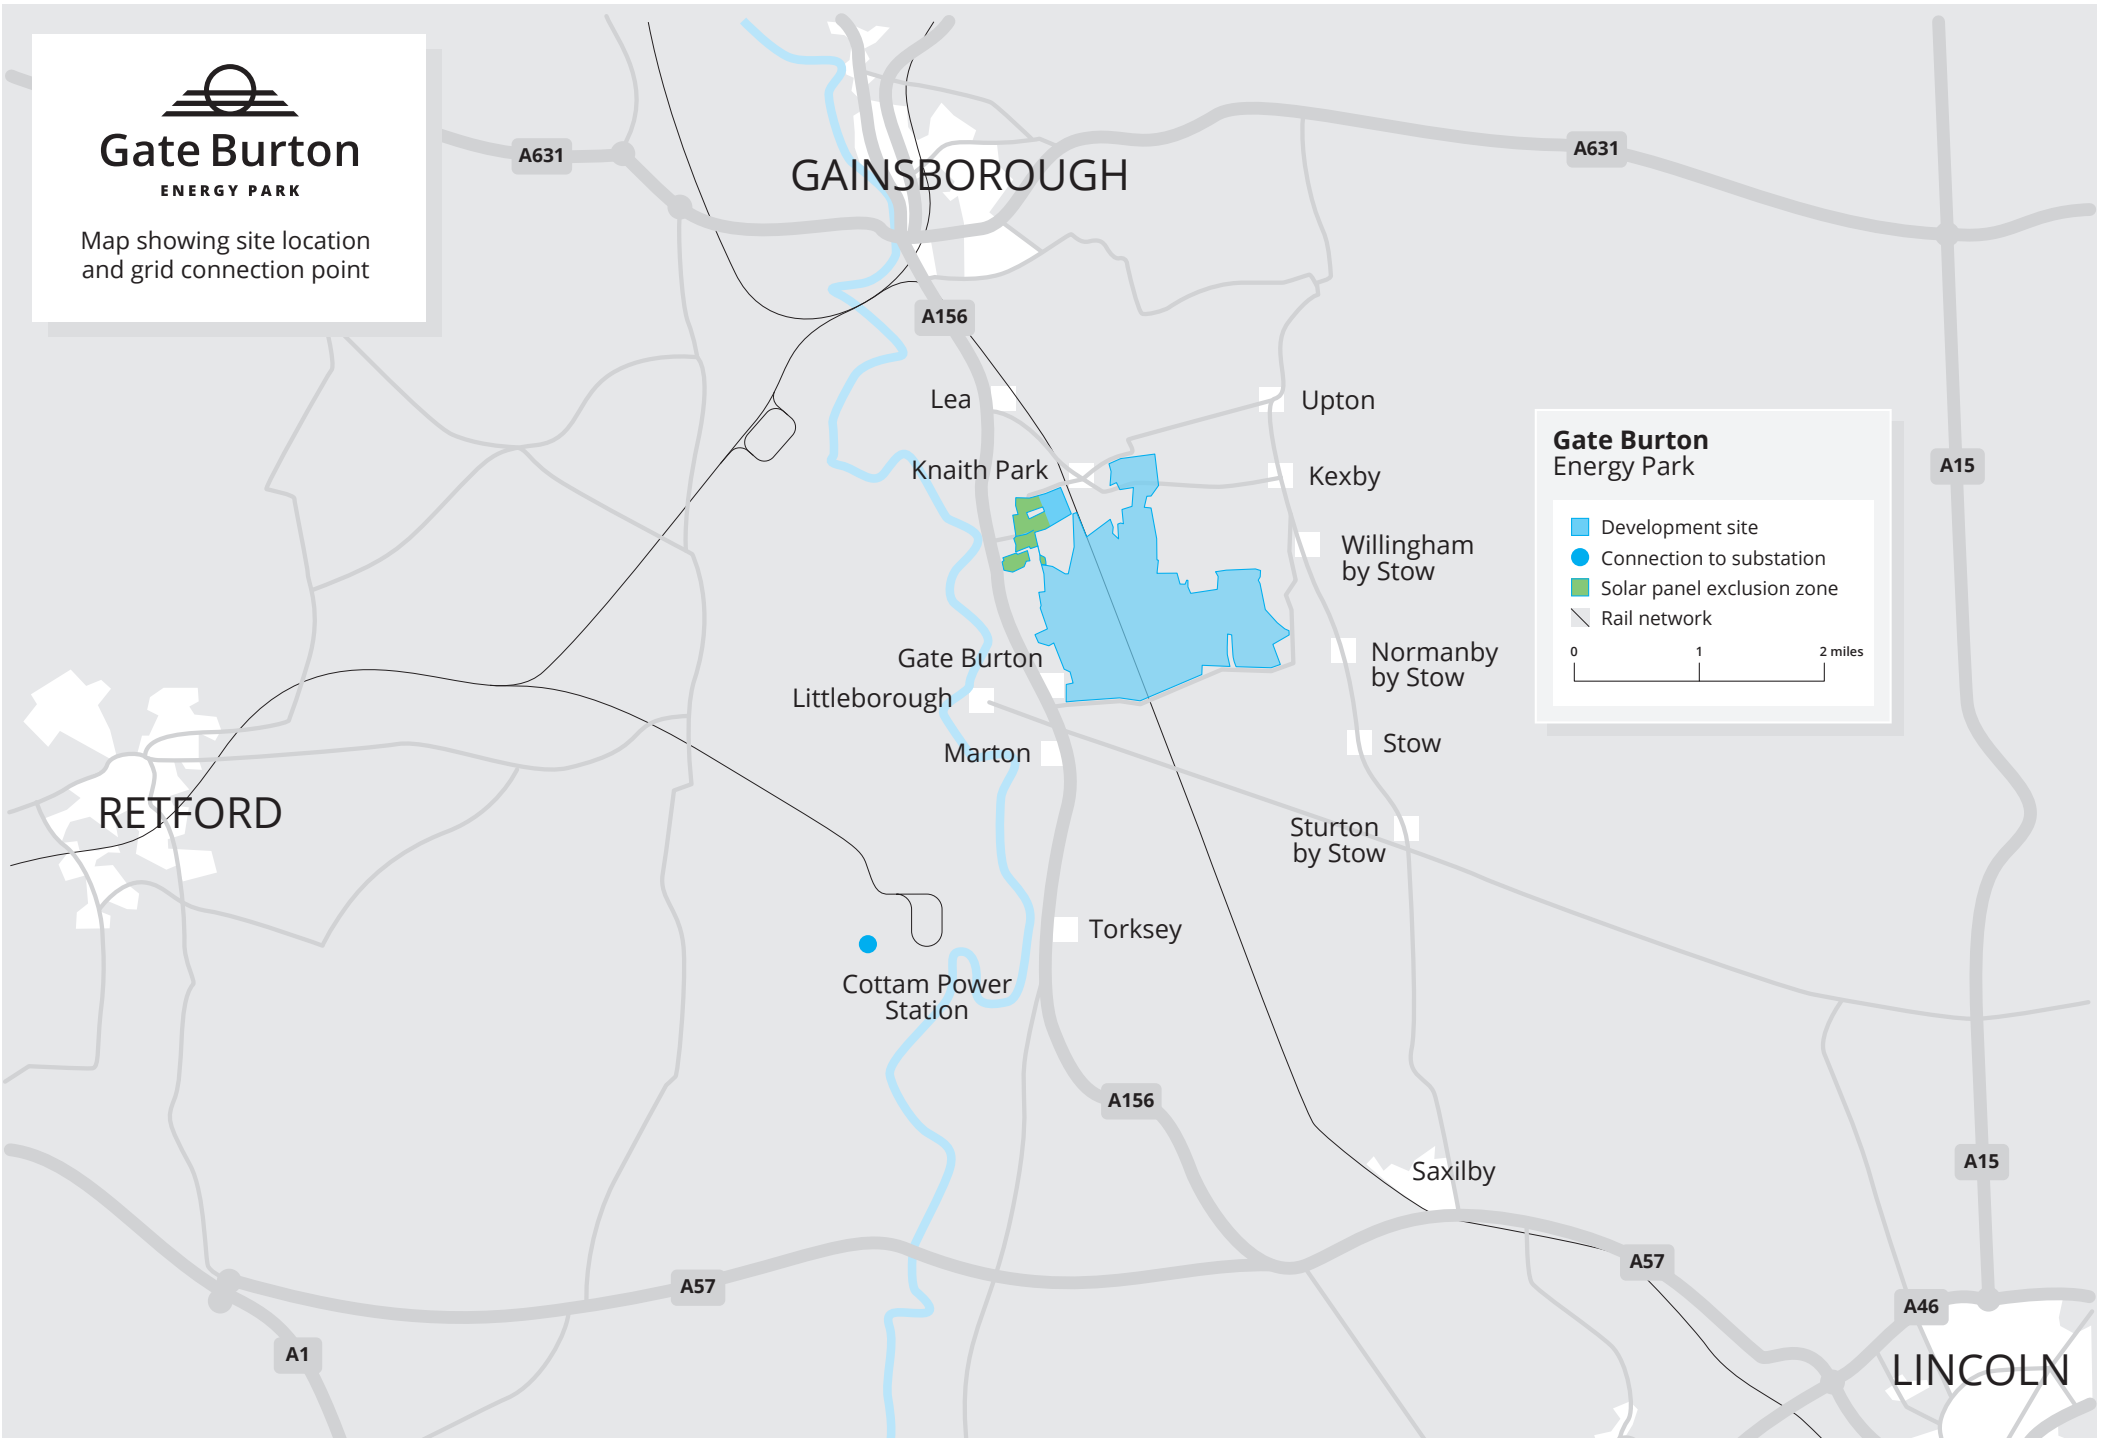 Gate Burton
ENERGY PARK
Map showing site location
and grid connection point
A631
GAINSBOROUGH
A631
A156
Lea
Upton
Knaith Park
Kexby
Willingham
by Stow
Gate Burton
Energy Park
Development site
Connection to substation
Solar panel exclusion zone
Rail network
0 1 2 miles
A15
Gate Burton
Normanby
by Stow
Littleborough
Marton
Stow
RETFORD
Sturton
by Stow
Torksey
Cottam Power
Station
A156
Saxilby
A15
A57
A57
A46
A1
LINCOLN